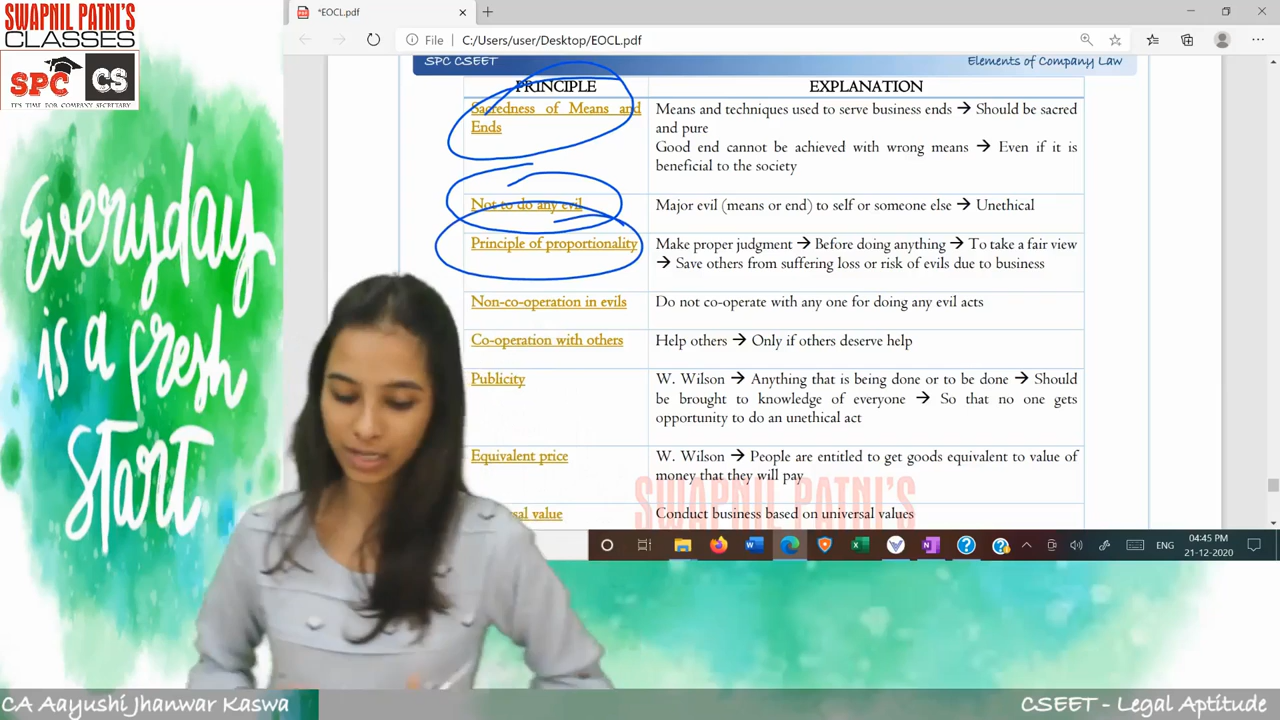 SWAPNIL PATNI'S
CLASSES
SPC CS
IT'S TIME FOR COMPANY SECRETARY
Everyday
is a
fresh
start
*EOCL.pdf
File C:/Users/user/Desktop/EOCL.pdf
SPC CSEET Elements of Company Law
PRINCIPLE EXPLANATION
Sacredness of Means and Means and techniques used to serve business ends → Should be sacred
Ends and pure
Good end cannot be achieved with wrong means → Even if it is
beneficial to the society
Not to do any evil Major evil (means or end) to self or someone else → Unethical
Principle of proportionality Make proper judgment → Before doing anything → To take a fair view
→ Save others from suffering loss or risk of evils due to business
Non-co-operation in evils Do not co-operate with any one for doing any evil acts
Co-operation with others Help others → Only if others deserve help
Publicity W. Wilson → Anything that is being done or to be done → Should
be brought to knowledge of everyone → So that no one gets
opportunity to do an unethical act
Equivalent price W. Wilson → People are entitled to get goods equivalent to value of
money that they will pay
SWAPNIL PATNI'S
value Conduct business based on universal values
ENG 04:45 PM
21-12-2020
CA Aayushi Jhanwar Kaswa CSEET - Legal Aptitude